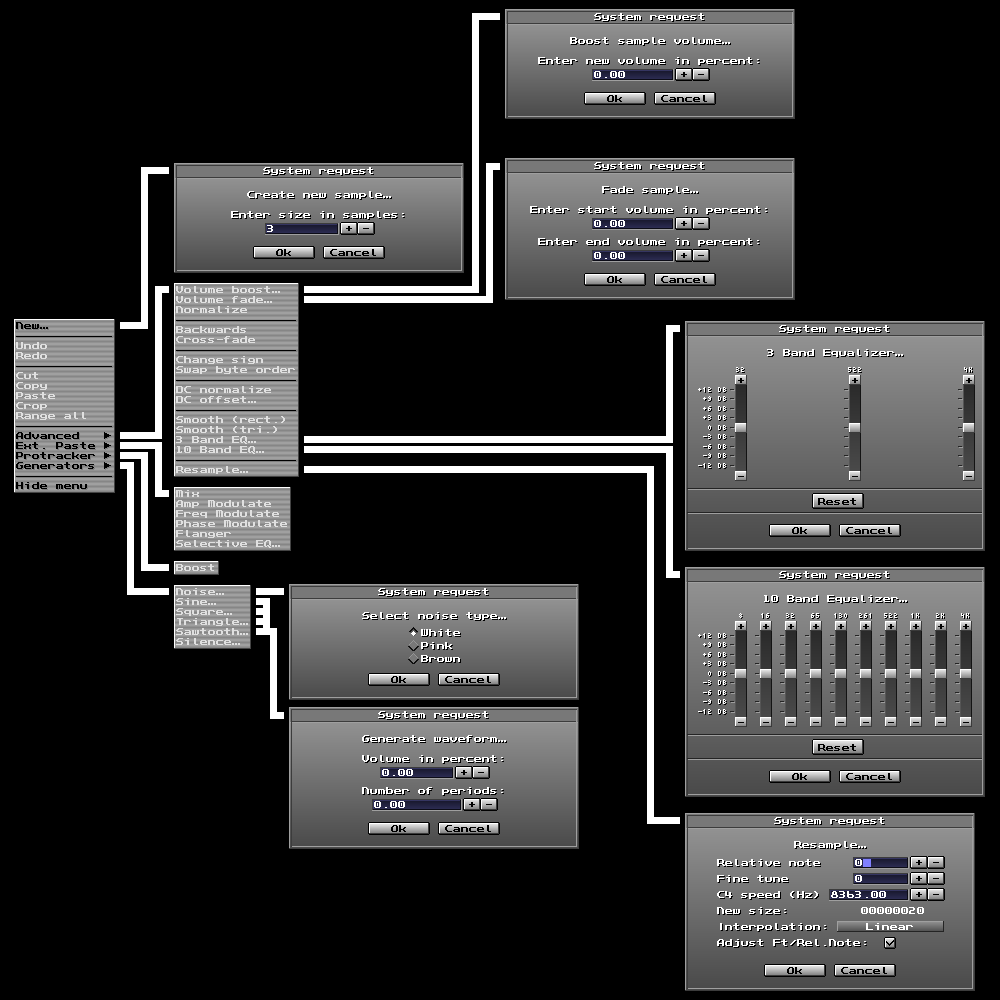 System request
Boost sample volume…
Enter new volume in percent:
0.00 + −
Ok Cancel
System request
Create new sample…
Enter size in samples:
3 + −
Ok Cancel
System request
Fade sample…
Enter start volume in percent:
0.00 + −
Enter end volume in percent:
0.00 + −
Ok Cancel
New…
Undo
Redo
Cut
Copy
Paste
Crop
Range all
Advanced
Ext. Paste
Protracker
Generators
Hide menu
Volume boost…
Volume fade…
Normalize
Backwards
Cross-fade
Change sign
Swap byte order
DC normalize
DC offset…
Smooth (rect.)
Smooth (tri.)
3 Band EQ…
10 Band EQ…
Resample…
Mix
Amp Modulate
Freq Modulate
Phase Modulate
Flanger
Selective EQ…
Boost
Noise…
Sine…
Square…
Triangle…
Sawtooth…
Silence…
System request
3 Band Equalizer…
32 522 4K
+ + +
+12 DB
+9 DB
+6 DB
+3 DB
0 DB
-3 DB
-6 DB
-9 DB
-12 DB
− − −
Reset
Ok Cancel
System request
10 Band Equalizer…
8 16 32 65 130 261 522 1K 2K 4K
+ + + + + + + + + +
+12 DB
+9 DB
+6 DB
+3 DB
0 DB
-3 DB
-6 DB
-9 DB
-12 DB
− − − − − − − − − −
Reset
Ok Cancel
System request
Select noise type…
White
Pink
Brown
Ok Cancel
System request
Generate waveform…
Volume in percent:
0.00 + −
Number of periods:
0.00 + −
Ok Cancel
System request
Resample…
Relative note 0 + −
Fine tune 0 + −
C4 speed (Hz) 8363.00 + −
New size: 00000020
Interpolation: Linear
Adjust Ft/Rel.Note:
Ok Cancel